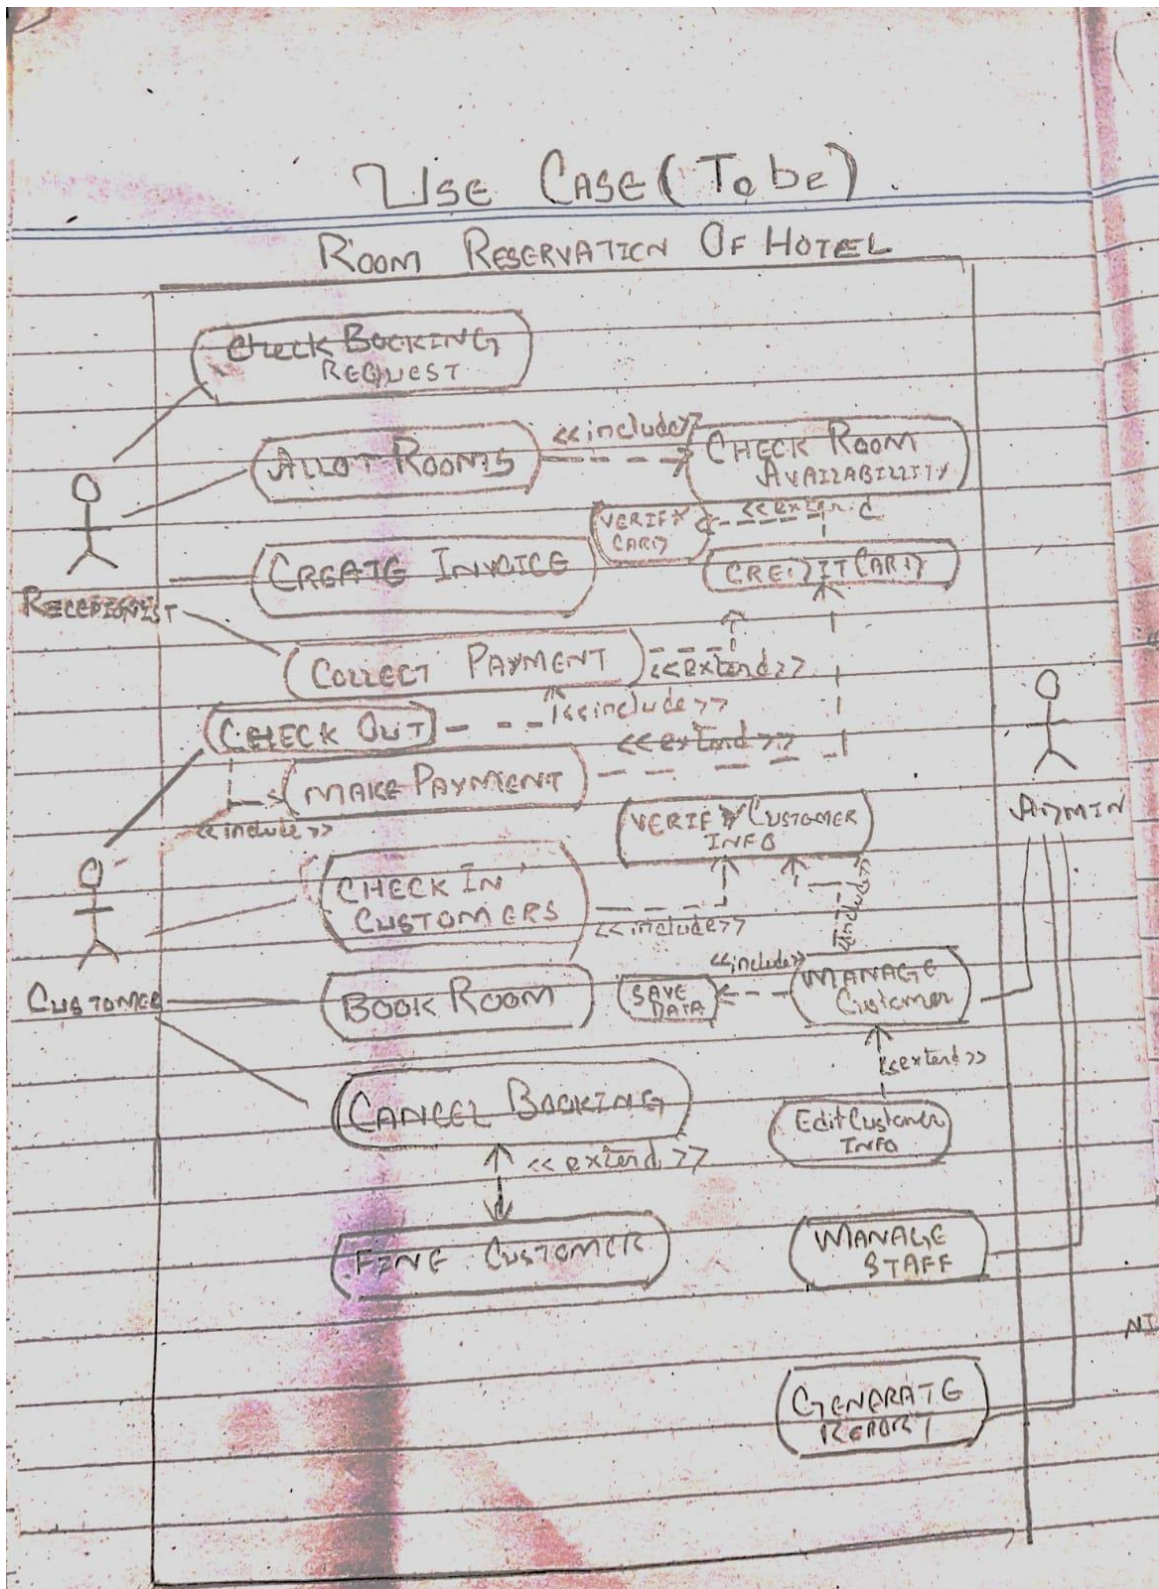 USE CASE (To be).
ROOM RESERVATION OF HOTEL
CHECK BOOKING
REQUEST
<<include>>
ALLOT ROOMS
CHECK ROOM
AVAILABILLITY
<<extend
VERIFY
CARD
CREATE INVOICE
CREDIT CARD
RECEPIONIST
COLLECT PAYMENT
<<extend>>
<<include>>
CHECK OUT
<<extend>>
MAKE PAYMENT
<<include>>
VERIFY CUSTOMER
INFO
ADMIN
CHECK IN
CUSTOMERS
<<include>>
<<include>>
<<include>>
CUSTOMER
BOOK ROOM
SAVE
DATA
MANAGE
Customer
<<extend>>
CANCEL BOOKING
Edit Customer
INFO
<<extend>>
FINE CUSTOMER
MANAGE
STAFF
NI
GENERATE
REPORT